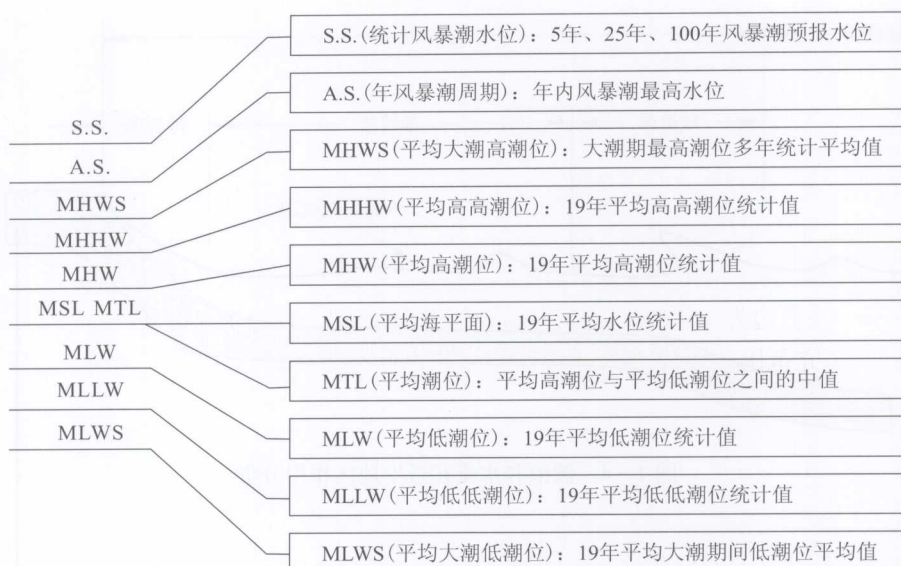 S.S.(统计风暴潮水位)：5年、25年、100年风暴潮预报水位
A.S.(年风暴潮周期)：年内风暴潮最高水位
S.S.
MHWS(平均大潮高潮位)：大潮期最高潮位多年统计平均值
A.S.
MHWS
MHHW(平均高高潮位)：19年平均高高潮位统计值
MHHW
MHW(平均高潮位)：19年平均高潮位统计值
MHW
MSL MTL
MSL(平均海平面)：19年平均水位统计值
MLW
MTL(平均潮位)：平均高潮位与平均低潮位之间的中值
MLLW
MLWS
MLW(平均低潮位)：19年平均低潮位统计值
MLLW(平均低低潮位)：19年平均低低潮位统计值
MLWS(平均大潮低潮位)：19年平均大潮期间低潮位平均值